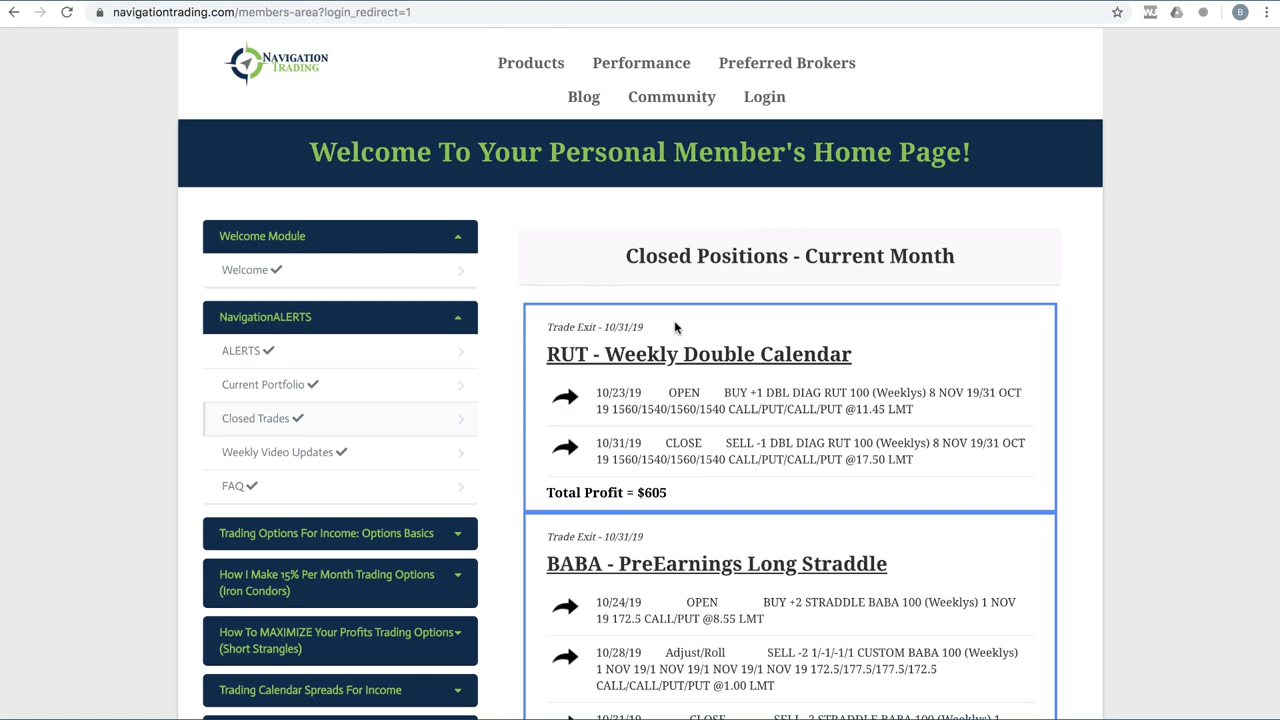 navigationtrading.com/members-area?login_redirect=1
B
NAVIGATION
TRADING
Products Performance Preferred Brokers
Blog Community Login
Welcome To Your Personal Member's Home Page!
Welcome Module
Welcome ✔
NavigationALERTS
ALERTS ✔
Current Portfolio ✔
Closed Trades ✔
Weekly Video Updates ✔
FAQ ✔
Trading Options For Income: Options Basics
How I Make 15% Per Month Trading Options
(Iron Condors)
How To MAXIMIZE Your Profits Trading Options
(Short Strangles)
Trading Calendar Spreads For Income
Closed Positions - Current Month
Trade Exit - 10/31/19
RUT - Weekly Double Calendar
10/23/19 OPEN BUY +1 DBL DIAG RUT 100 (Weeklys) 8 NOV 19/31 OCT
19 1560/1540/1560/1540 CALL/PUT/CALL/PUT @11.45 LMT
10/31/19 CLOSE SELL -1 DBL DIAG RUT 100 (Weeklys) 8 NOV 19/31 OCT
19 1560/1540/1560/1540 CALL/PUT/CALL/PUT @17.50 LMT
Total Profit = $605
Trade Exit - 10/31/19
BABA - PreEarnings Long Straddle
10/24/19 OPEN BUY +2 STRADDLE BABA 100 (Weeklys) 1 NOV
19 172.5 CALL/PUT @8.55 LMT
10/28/19 Adjust/Roll SELL -2 1/-1/-1/1 CUSTOM BABA 100 (Weeklys)
1 NOV 19/1 NOV 19/1 NOV 19/1 NOV 19 172.5/177.5/177.5/172.5
CALL/CALL/PUT/PUT @1.00 LMT
10/31/19 CLOSE SELL -2 STRADDLE BABA 100 (Weeklys) 1